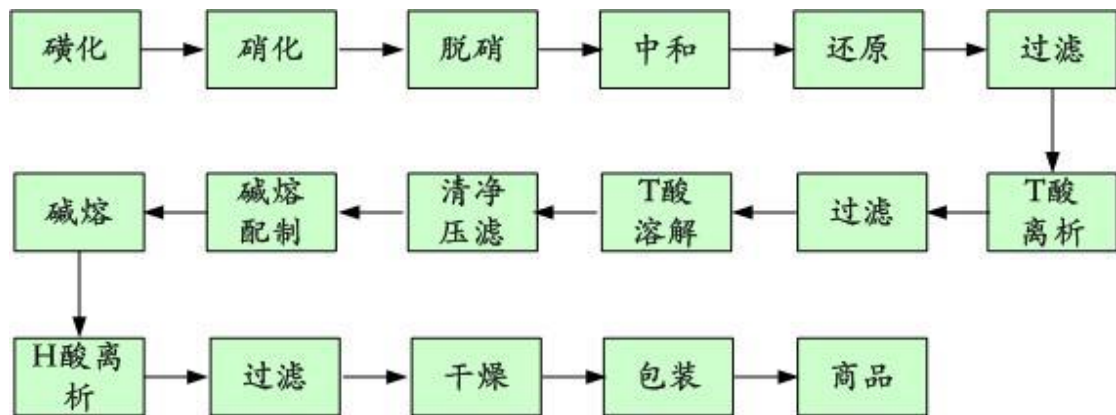 磺化
硝化
脱硝
中和
还原
过滤
T酸
离析
过滤
T酸
溶解
清净
压滤
碱熔
配制
碱熔
H酸离
析
过滤
干燥
包装
商品